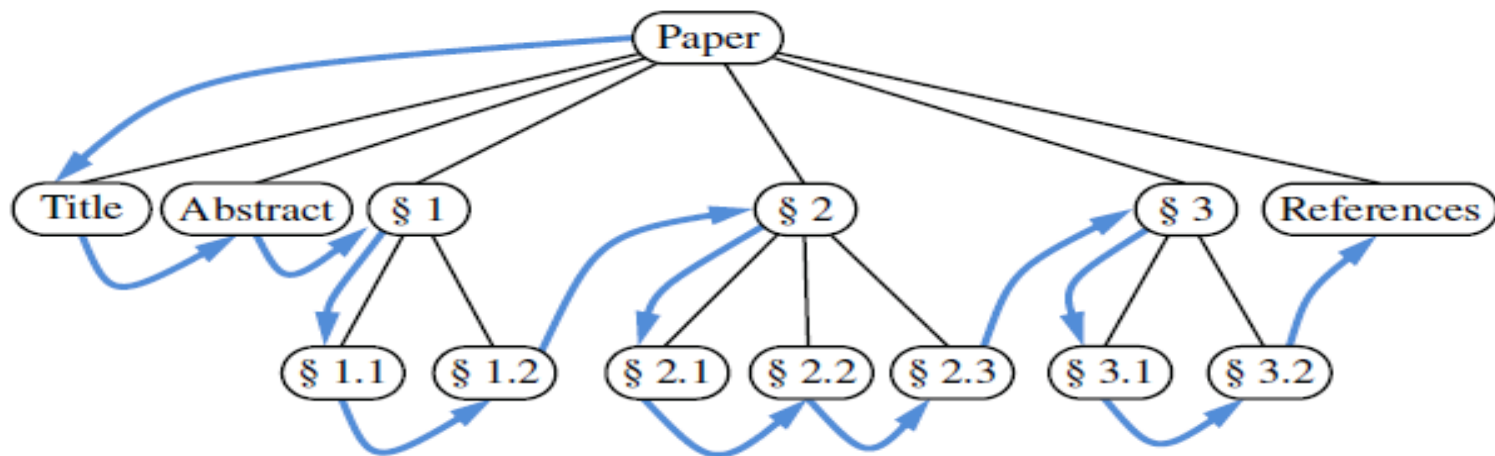 Paper
Title Abstract § 1 § 2 § 3 References
§ 1.1 § 1.2 § 2.1 § 2.2 § 2.3 § 3.1 § 3.2